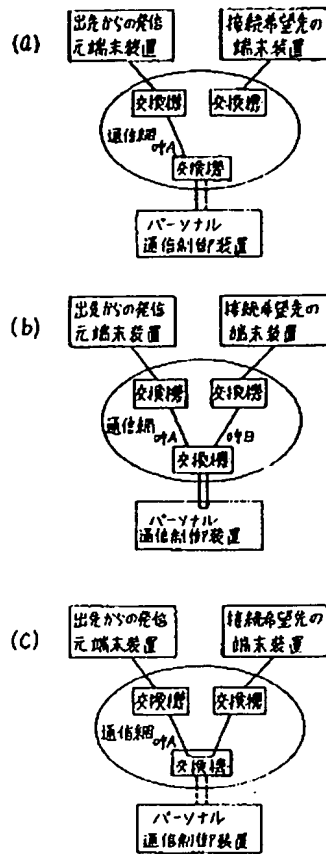 (a)
出先からの発信
元端末装置
接続希望先の
端末装置
交換機
交換機
通信網
呼A
交換機
パーソナル
通信制御装置
(b)
出先からの発信
元端末装置
接続希望先の
端末装置
交換機
交換機
通信網
呼A
呼B
交換機
パーソナル
通信制御装置
(c)
出先からの発信
元端末装置
接続希望先の
端末装置
交換機
交換機
通信網
呼A
交換機
パーソナル
通信制御装置